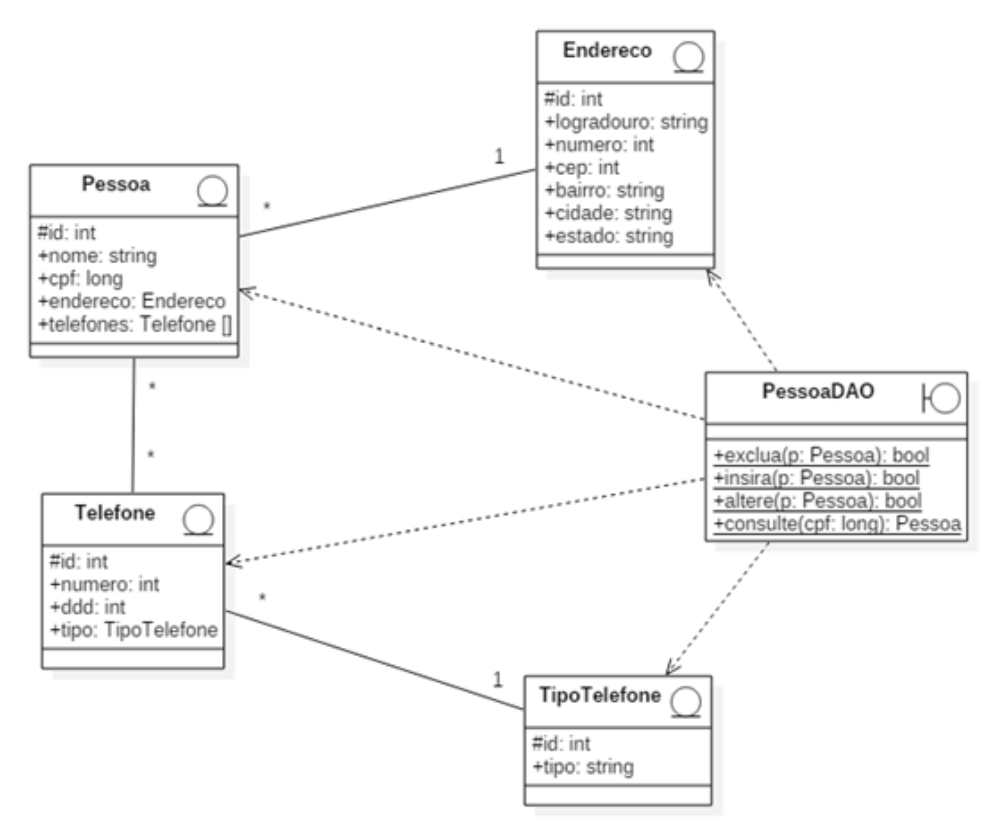 Endereco
#id: int
+logradouro: string
+numero: int
+cep: int
+bairro: string
+cidade: string
+estado: string
1
*
Pessoa
#id: int
+nome: string
+cpf: long
+endereco: Endereco
+telefones: Telefone []
*
*
PessoaDAO
+exclua(p: Pessoa): bool
+insira(p: Pessoa): bool
+altere(p: Pessoa): bool
+consulte(cpf: long): Pessoa
Telefone
#id: int
+numero: int
+ddd: int
+tipo: TipoTelefone
*
1
TipoTelefone
#id: int
+tipo: string